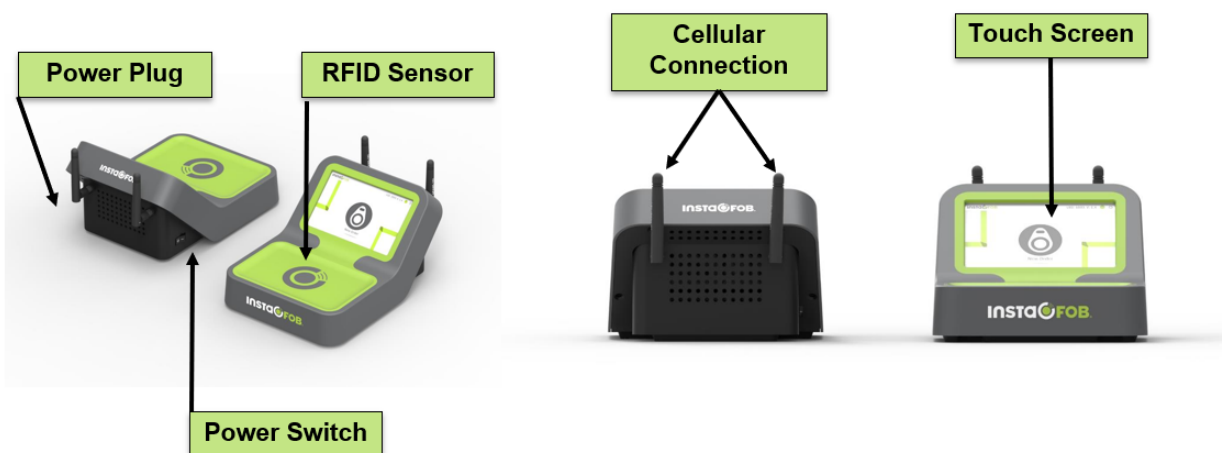 Power Plug
RFID Sensor
Cellular
Connection
Touch Screen
INSTAFOB
INSTAFOB
INSTAFOB.
INSTAFOB.
Power Switch